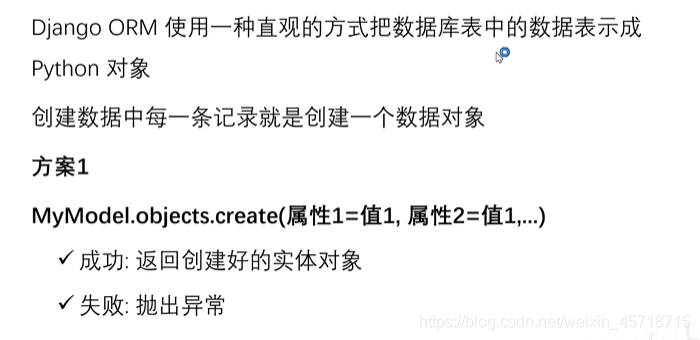 Django ORM 使用一种直观的方式把数据库表中的数据表示成
Python 对象
创建数据中每一条记录就是创建一个数据对象
方案1
MyModel.objects.create(属性1=值1, 属性2=值1,...)
✓ 成功: 返回创建好的实体对象
✓ 失败: 抛出异常
https://blog.csdn.net/weixin_45718715